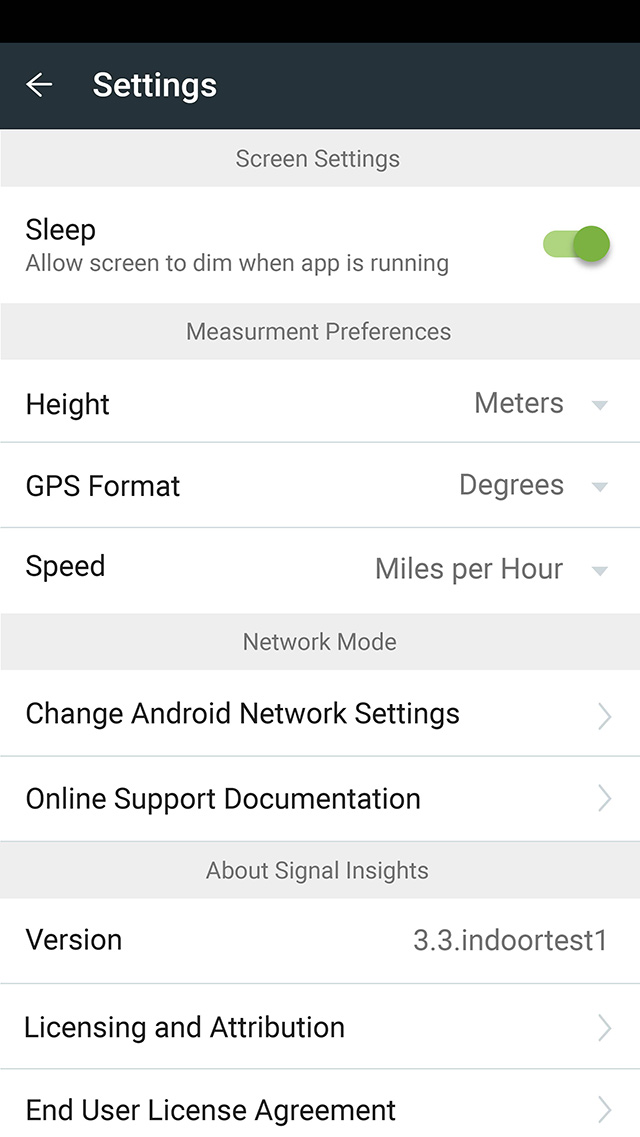 Settings
Screen Settings
Sleep
Allow screen to dim when app is running
Measurment Preferences
Height Meters
GPS Format Degrees
Speed Miles per Hour
Network Mode
Change Android Network Settings
Online Support Documentation
About Signal Insights
Version 3.3.indoortest1
Licensing and Attribution
End User License Agreement